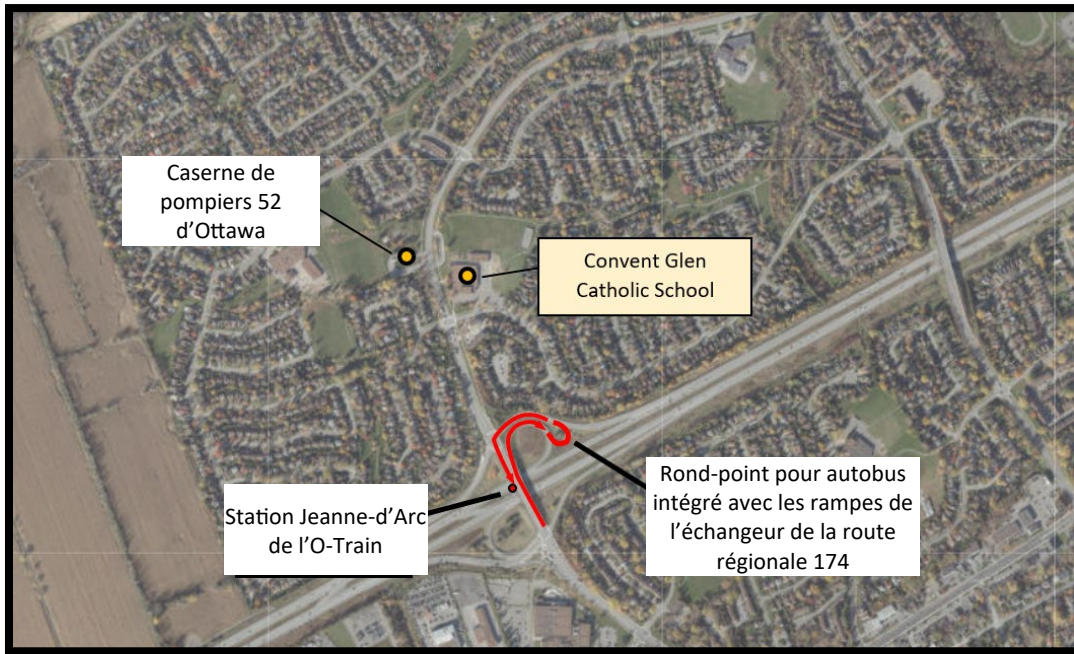 Caserne de
pompiers 52
d’Ottawa
Convent Glen
Catholic School
Station Jeanne-d’Arc
de l’O-Train
Rond-point pour autobus
intégré avec les rampes de
l’échangeur de la route
régionale 174